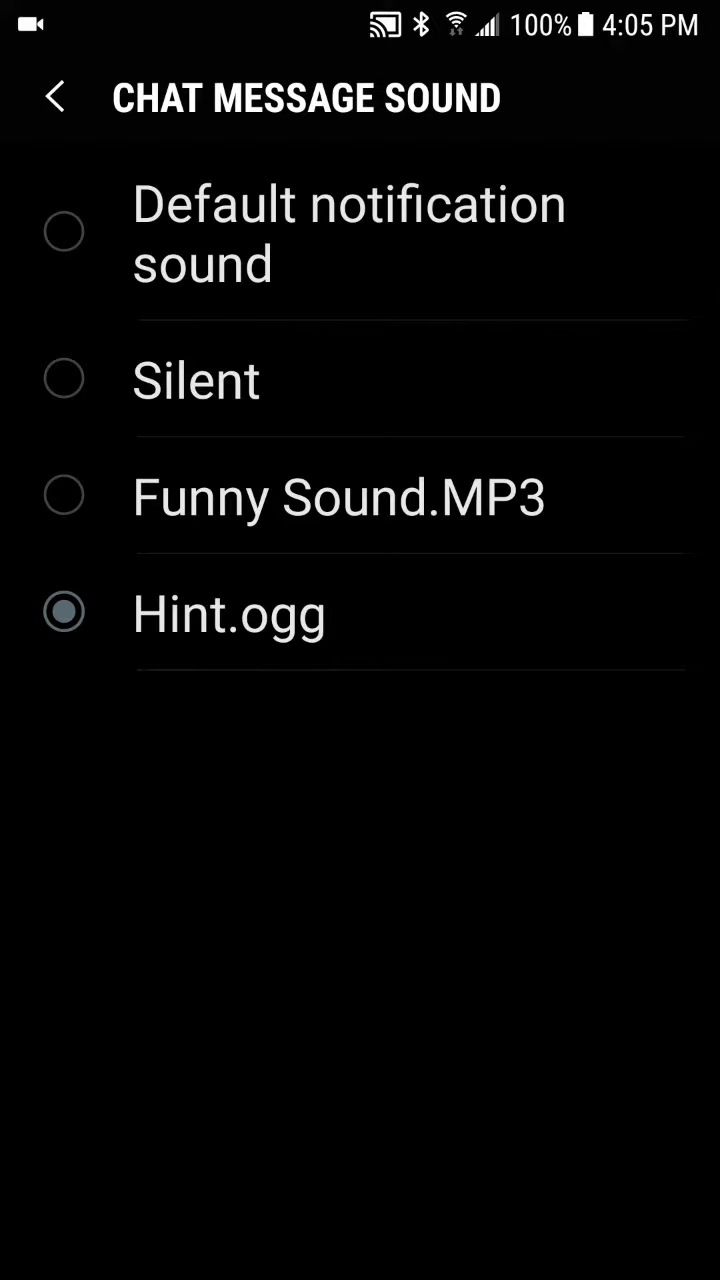 100% 4:05 PM
CHAT MESSAGE SOUND
Default notification
sound
Silent
Funny Sound.MP3
Hint.ogg